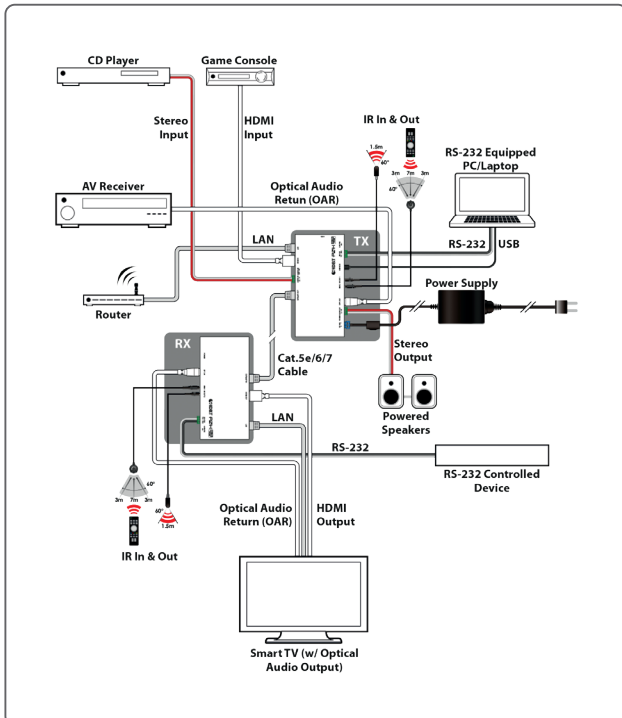 CD Player
Game Console
Stereo
Input
HDMI
Input
IR In & Out
1.5m
60°
3m 7m 3m
60°
RS-232 Equipped
PC/Laptop
AV Receiver
Optical Audio
Retun (OAR)
LAN
TX
RS-232
USB
Router
Power Supply
RX
Cat.5e/6/7
Cable
Stereo
Output
Powered
Speakers
LAN
RS-232
RS-232 Controlled
Device
60°
3m 7m 3m
60°
1.5m
IR In & Out
Optical Audio
Return (OAR)
HDMI
Output
Smart TV (w/ Optical
Audio Output)